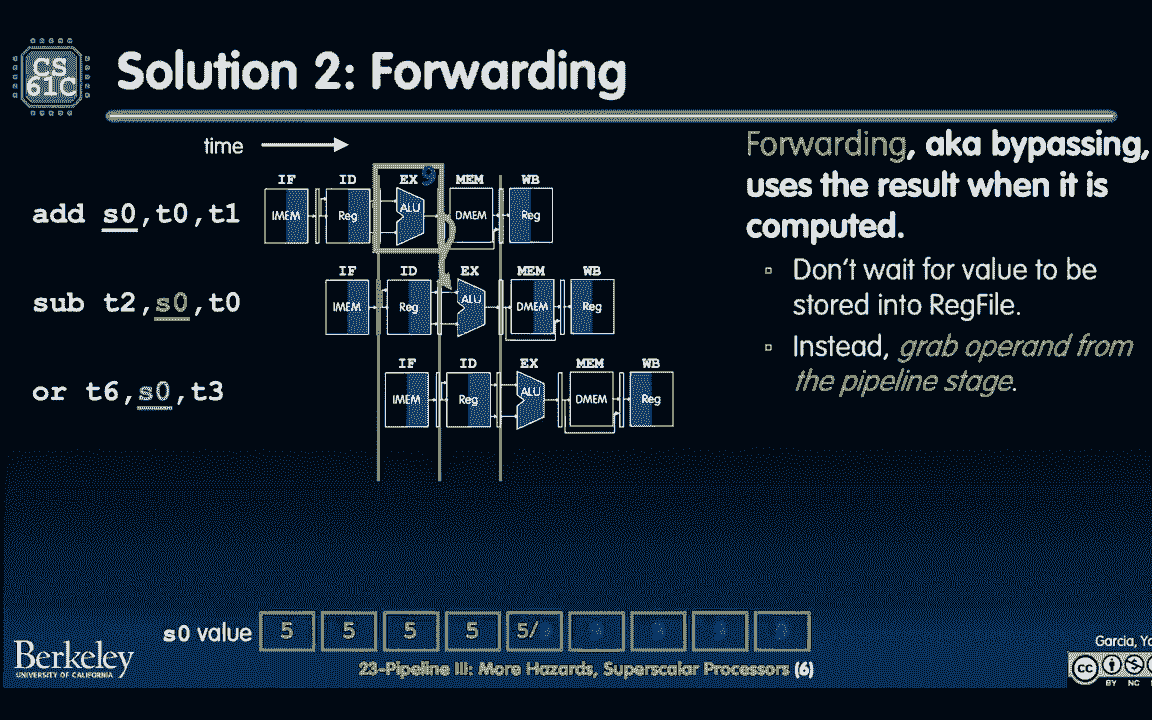 CS
61C
Solution 2: Forwarding
time
IF ID EX 9 MEM WB
add s0,t0,t1
IMEM Reg ALU DMEM Reg
IF ID EX MEM WB
sub t2,s0,t0
IMEM Reg ALU DMEM Reg
IF ID EX MEM WB
or t6,s0,t3
IMEM Reg ALU DMEM Reg
Forwarding, aka bypassing,
uses the result when it is
computed.
Don't wait for value to be
stored into RegFile.
Instead, grab operand from
the pipeline stage.
s0 value 5 5 5 5 5/
Berkeley
UNIVERSITY OF CALIFORNIA
23-Pipeline III: More Hazards, Superscalar Processors (6)
Garcia,
cc
BY NC